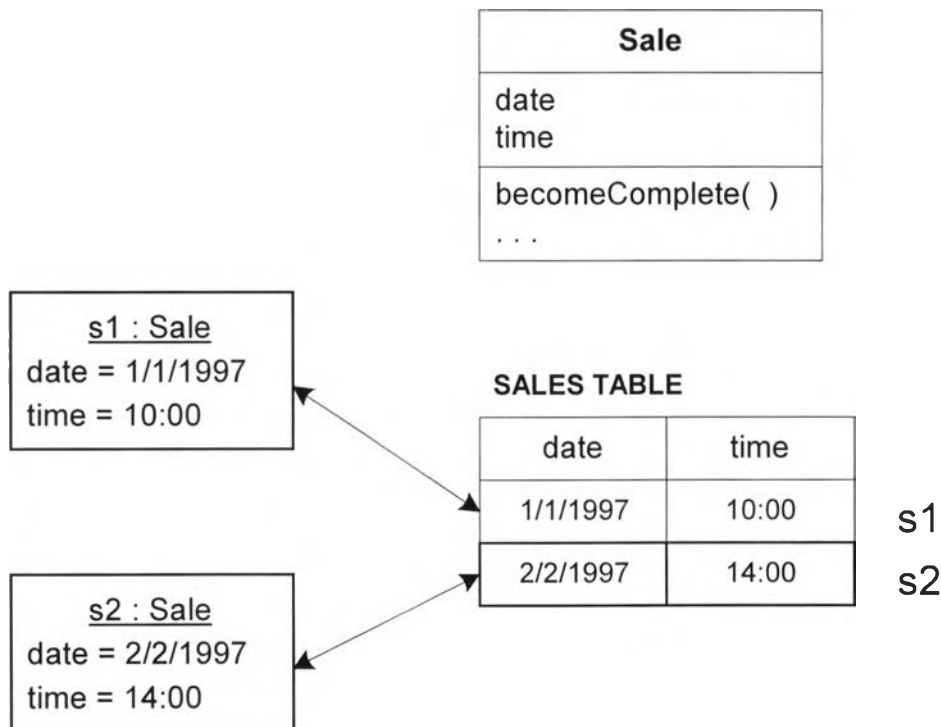 Sale
date
time
becomeComplete( )
. . .
s1 : Sale
date = 1/1/1997
time = 10:00
SALES TABLE
date time
1/1/1997 10:00 s1
2/2/1997 14:00 s2
s2 : Sale
date = 2/2/1997
time = 14:00